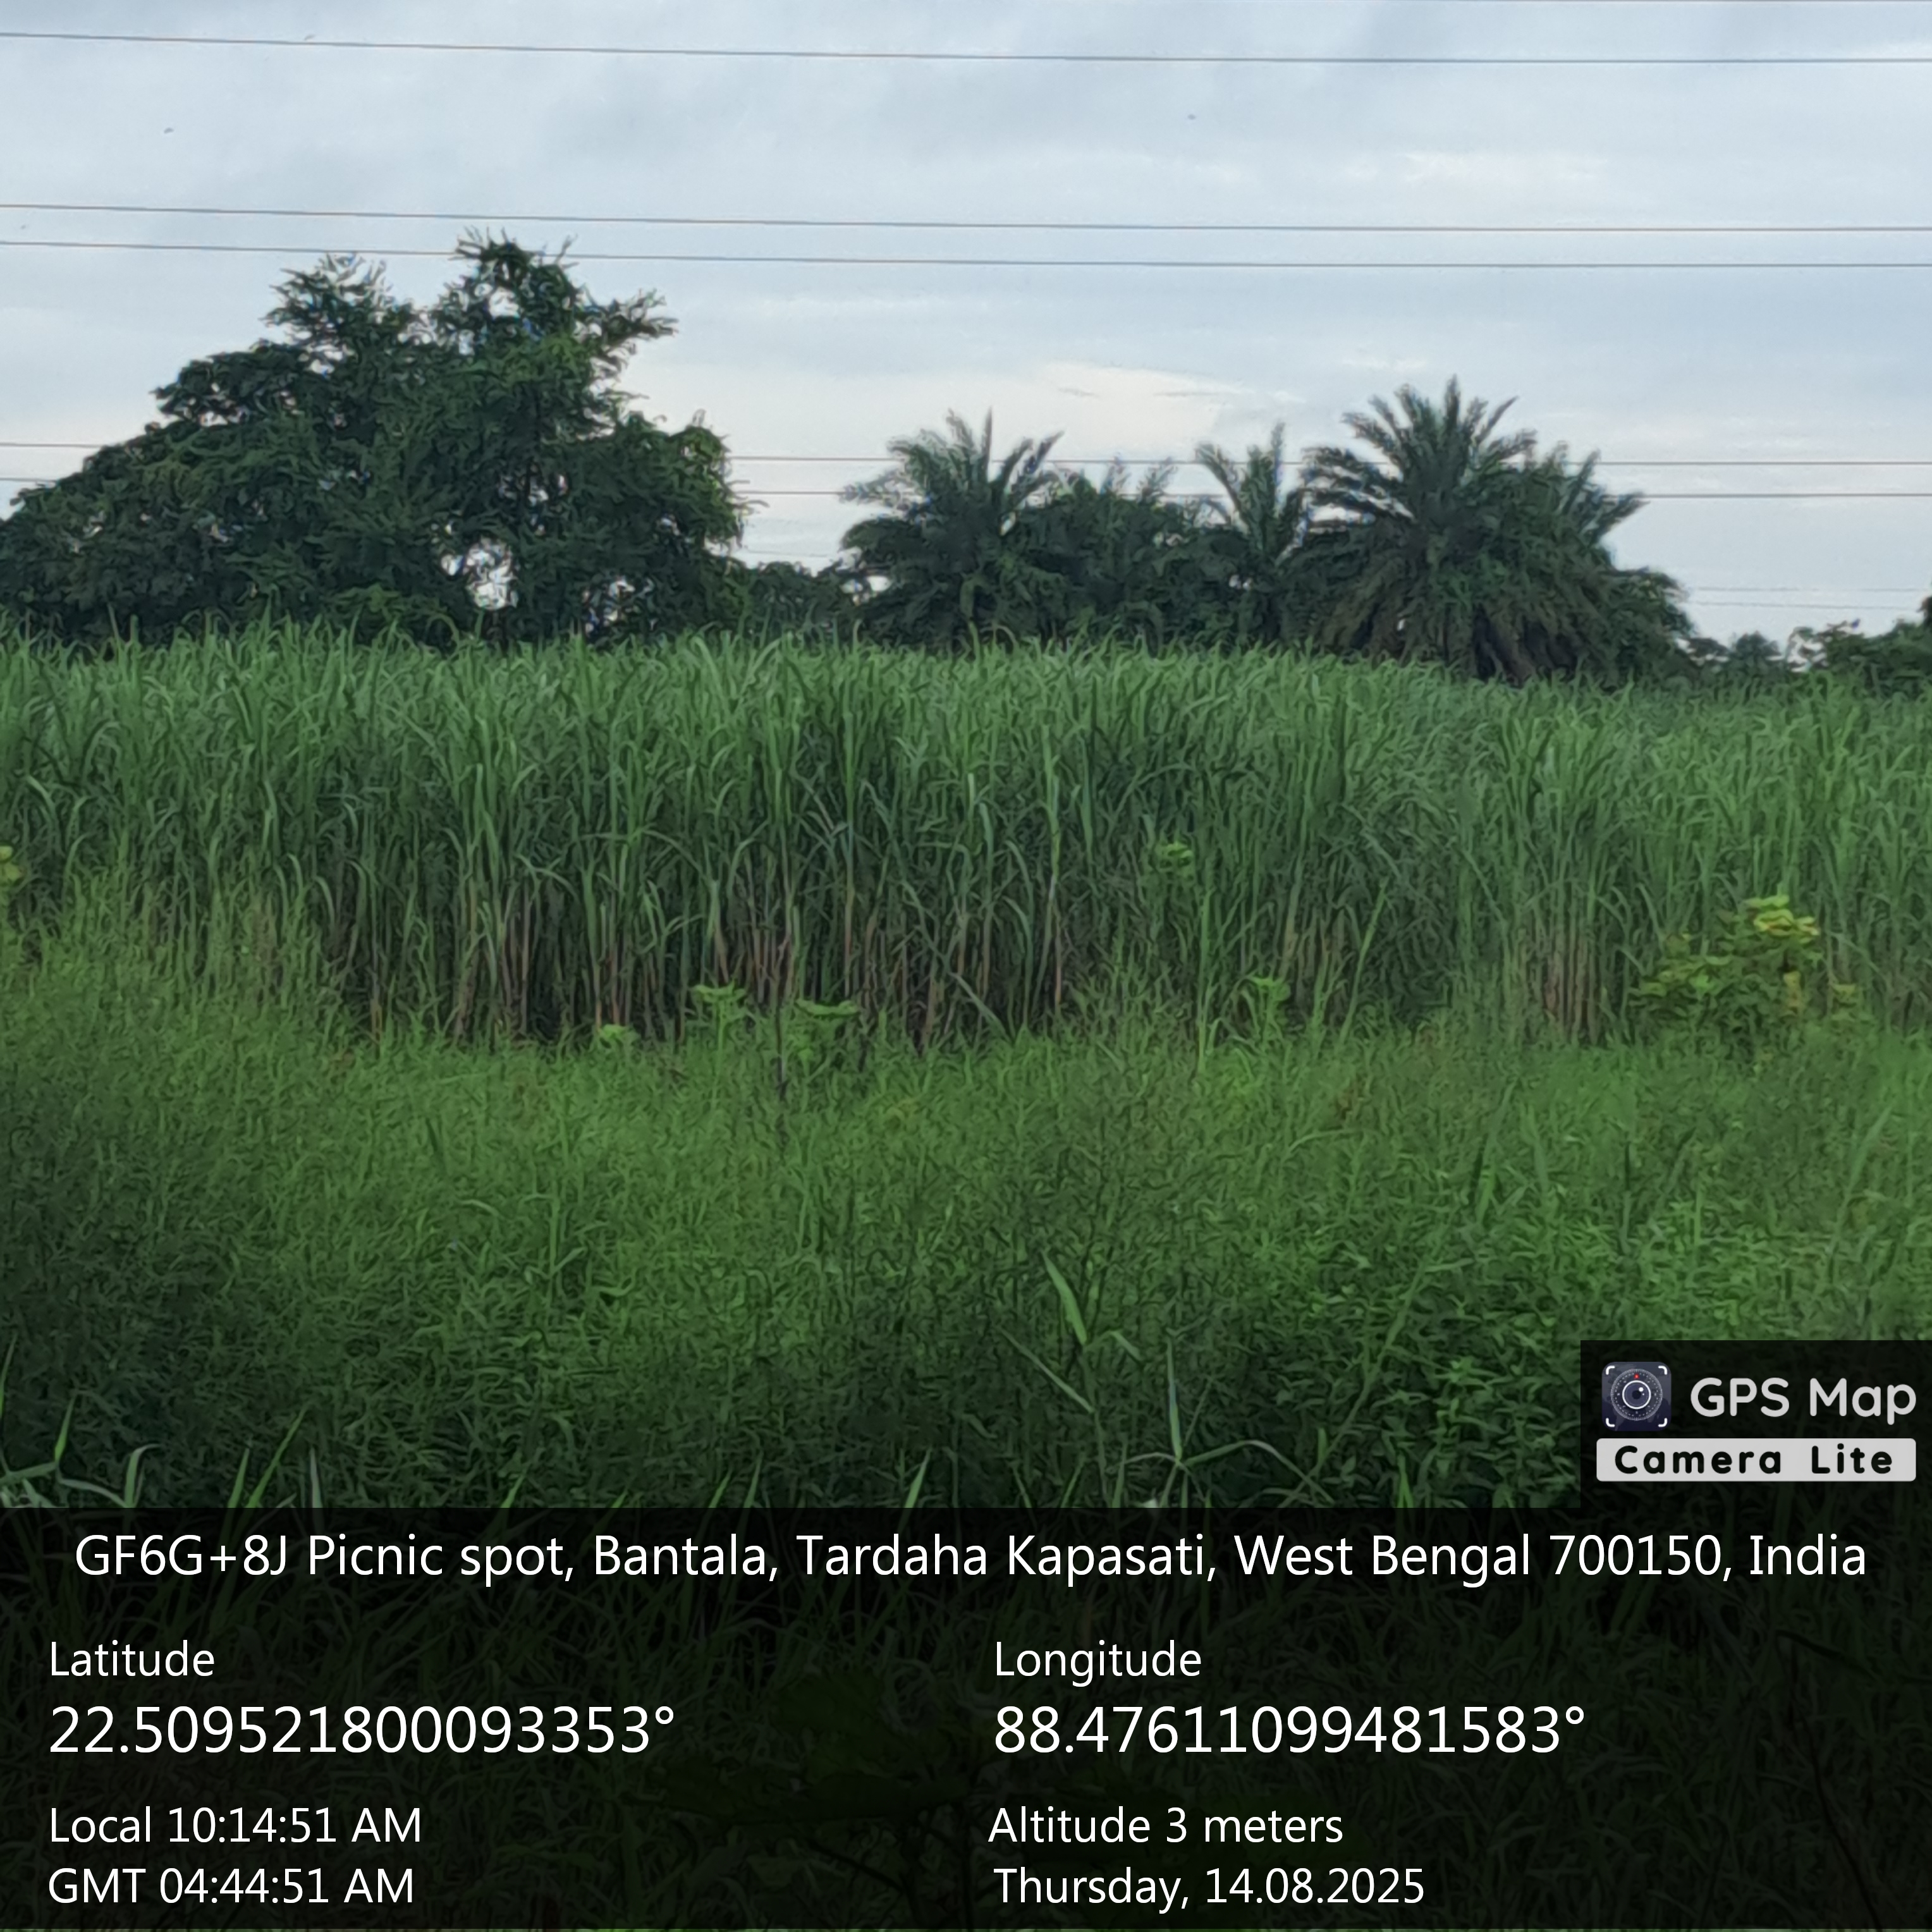 GPS Map
Camera Lite
GF6G+8J Picnic spot, Bantala, Tardaha Kapasati, West Bengal 700150, India
Latitude
22.509521800093353°
Longitude
88.47611099481583°
Local 10:14:51 AM
GMT 04:44:51 AM
Altitude 3 meters
Thursday, 14.08.2025